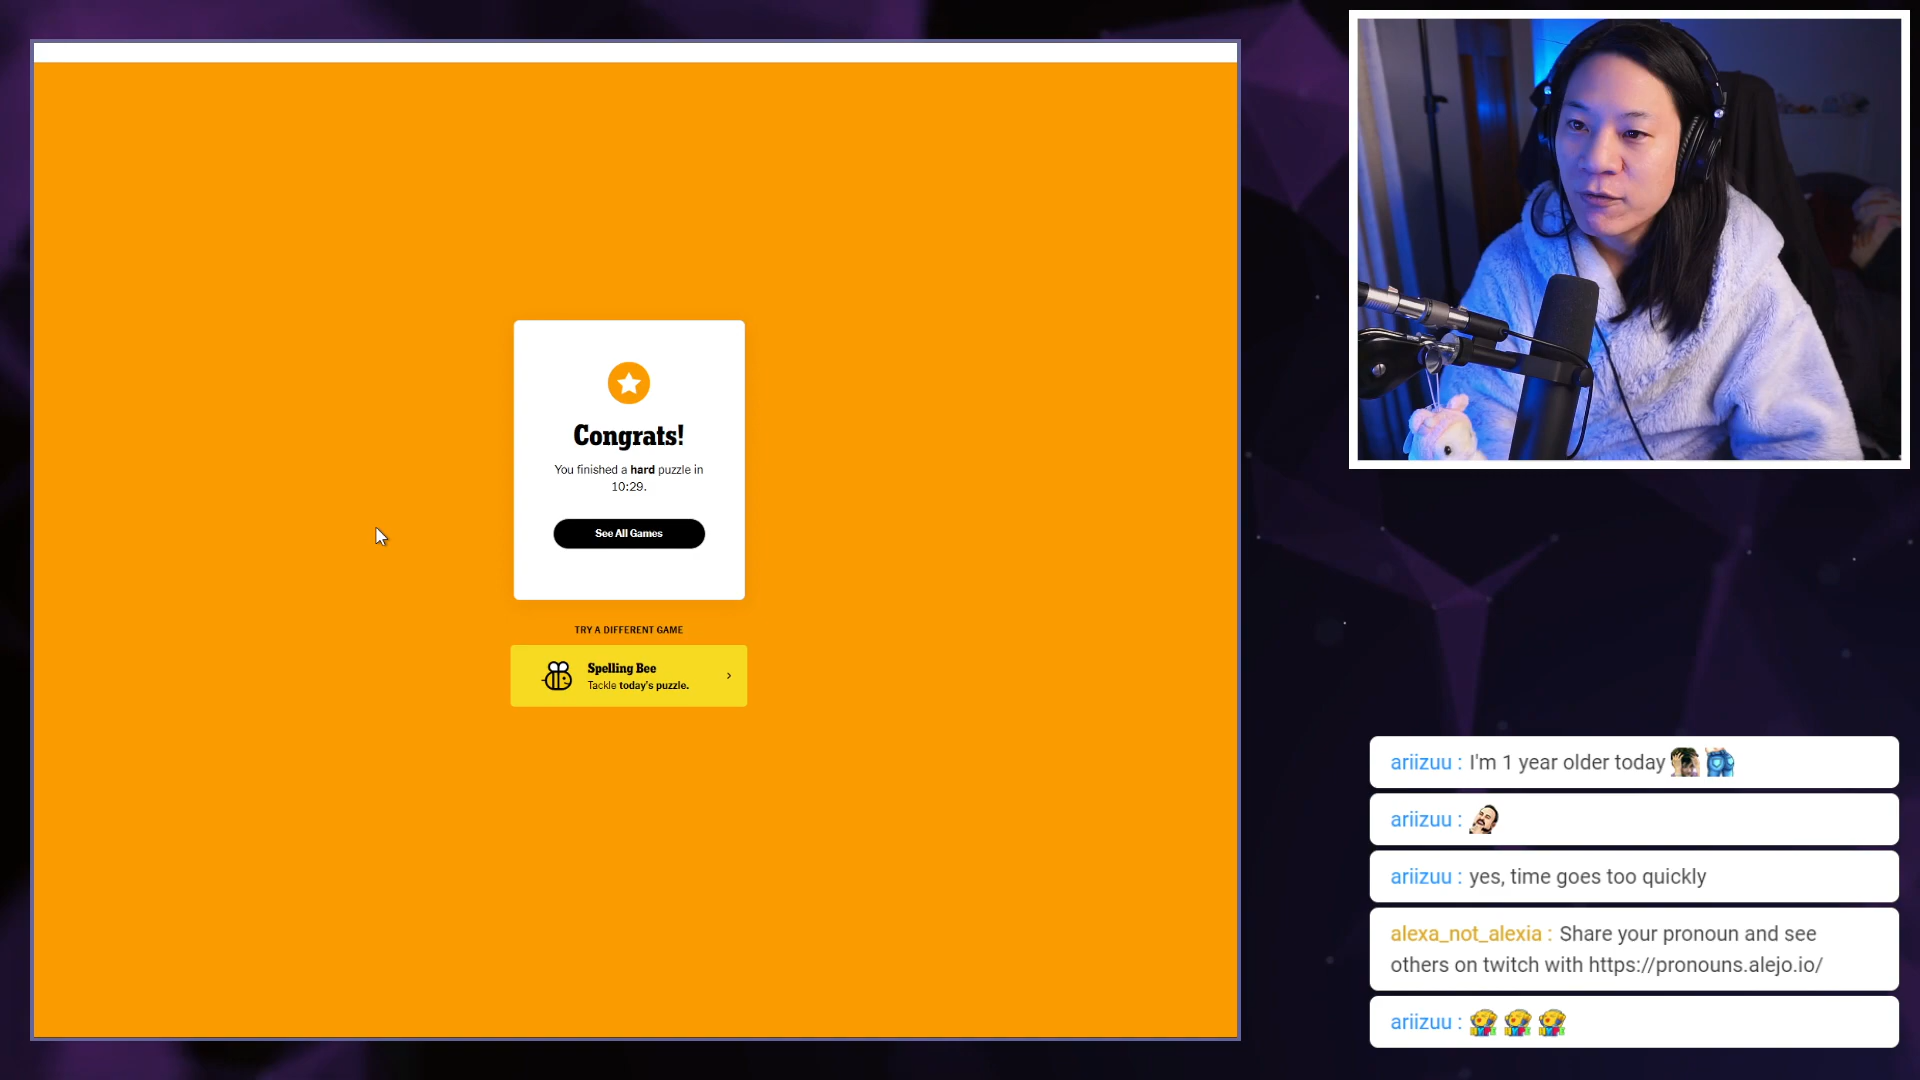 Congrats!
You finished a hard puzzle in
10:29.
See All Games
TRY A DIFFERENT GAME
Spelling Bee
Tackle today's puzzle.
ariizuu : I'm 1 year older today
ariizuu :
ariizuu : yes, time goes too quickly
alexa_not_alexia : Share your pronoun and see
others on twitch with https://pronouns.alejo.io/
ariizuu :